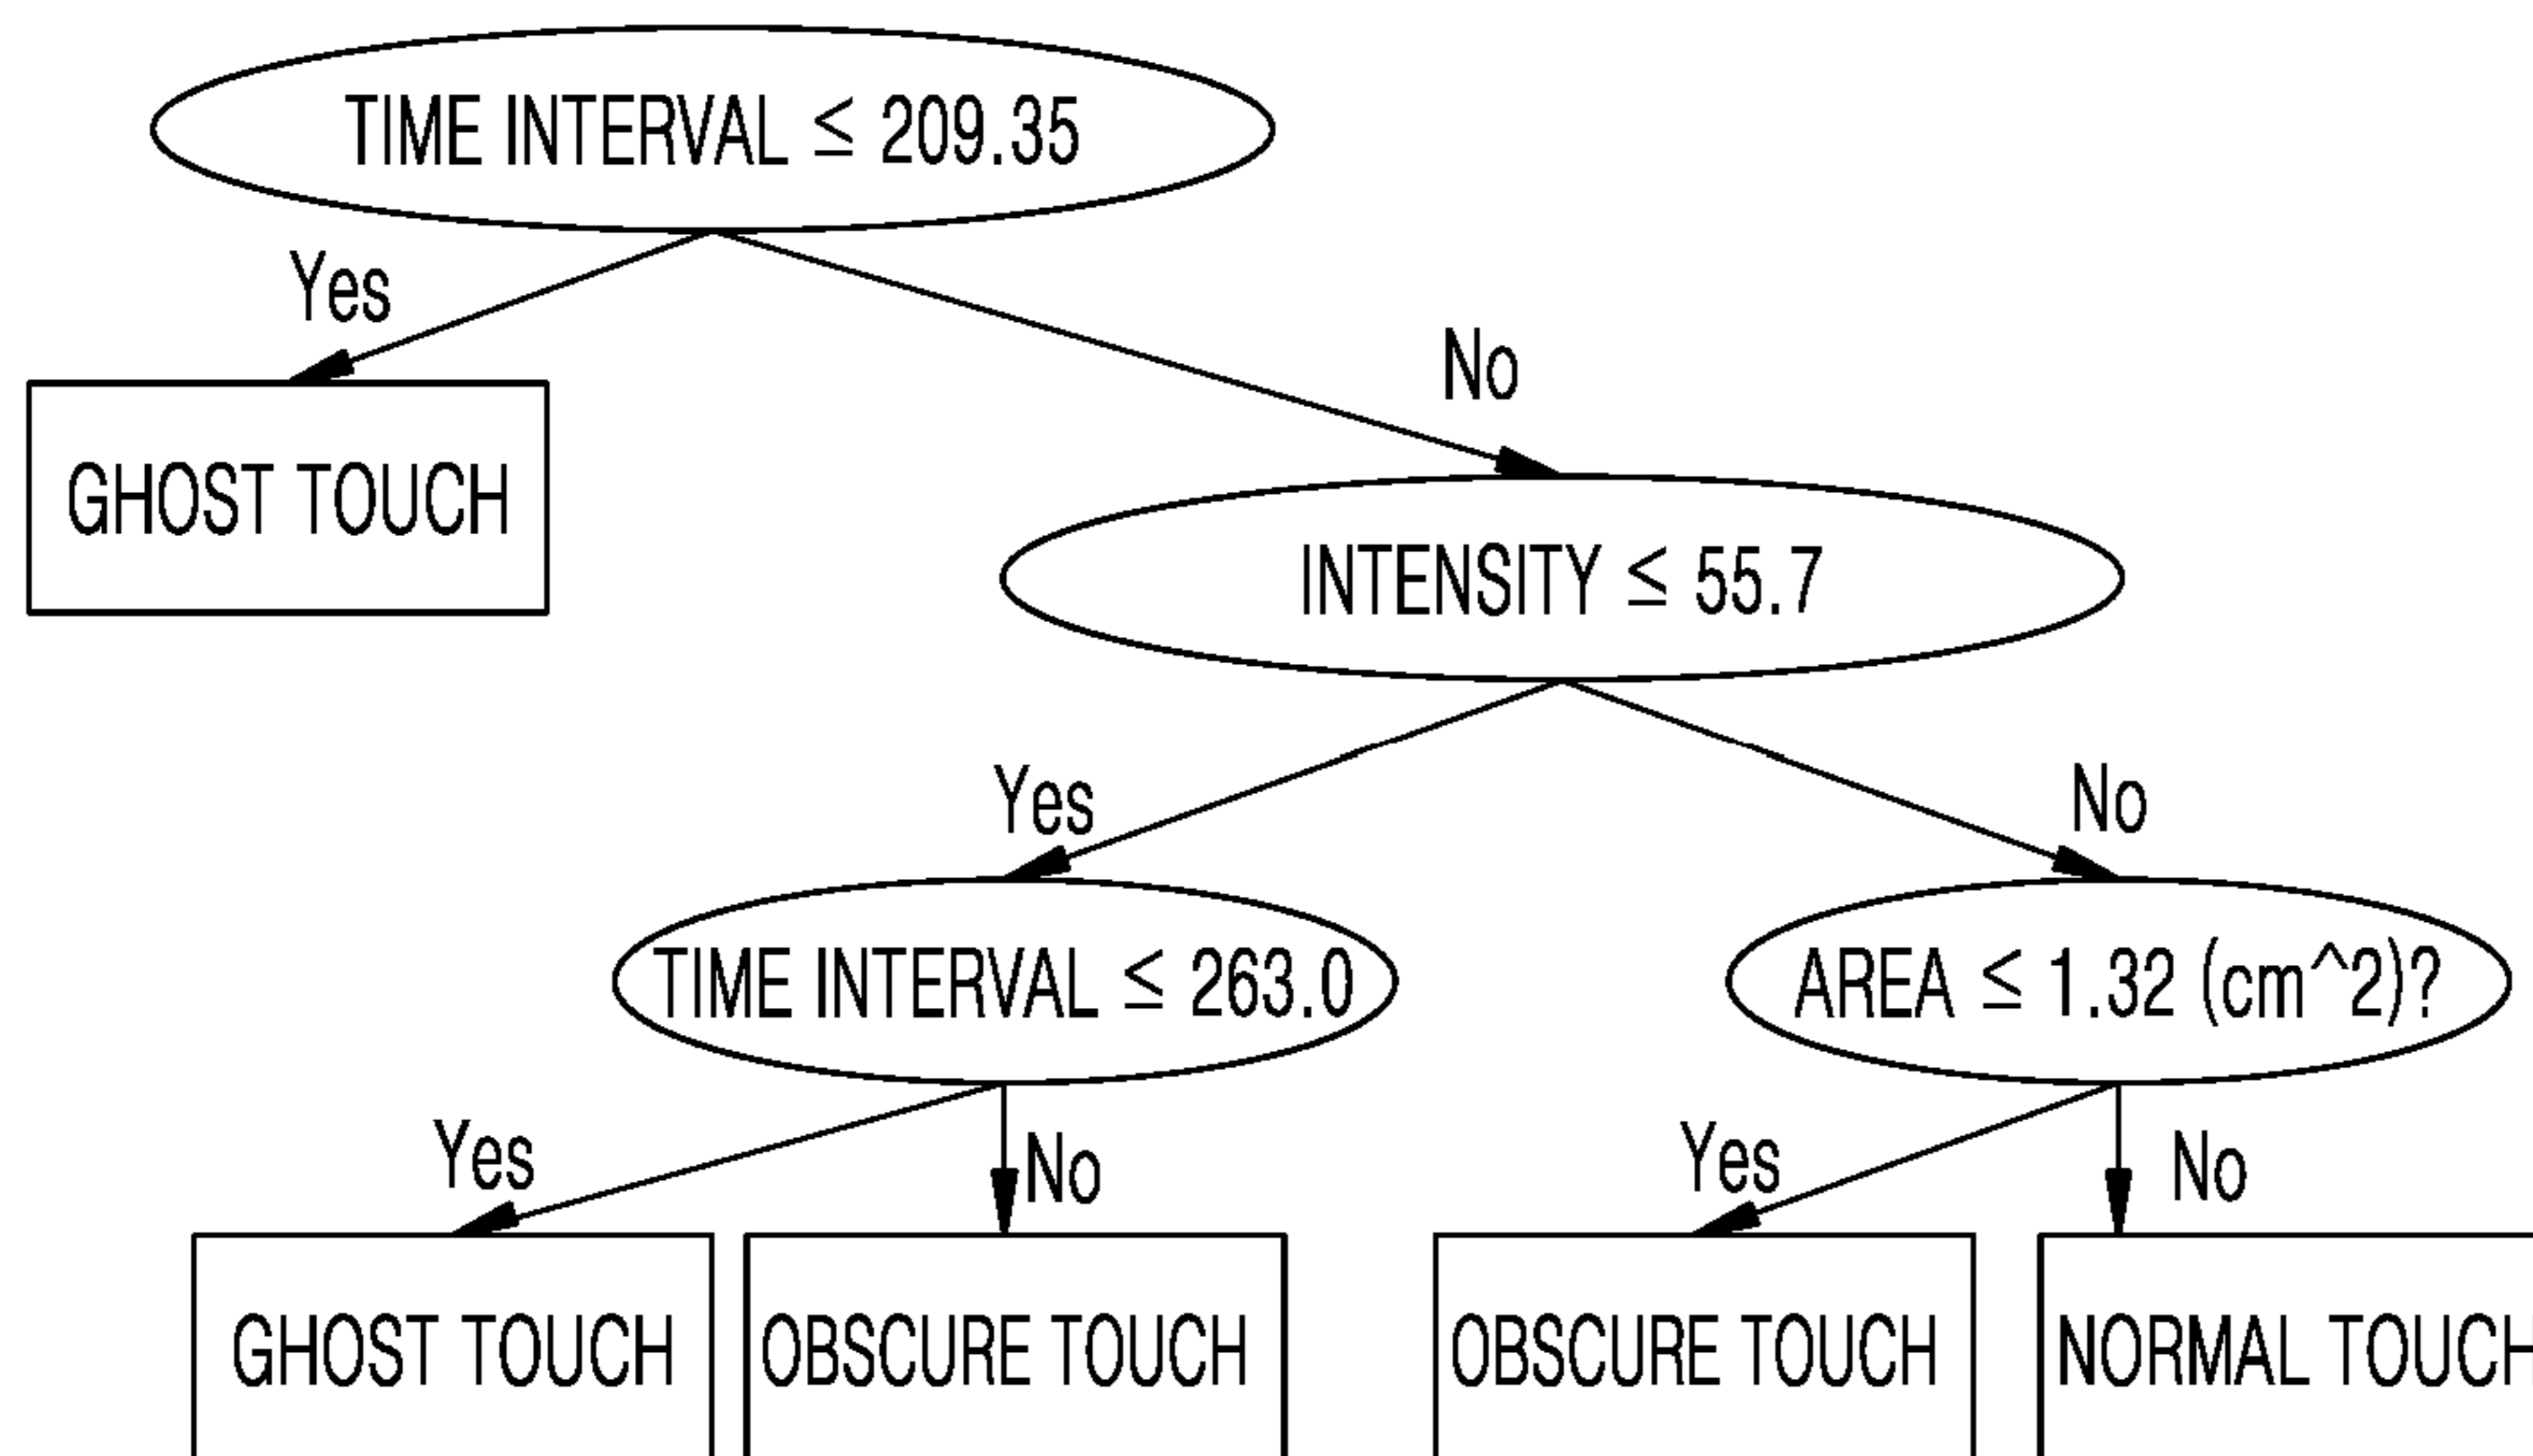 TIME INTERVAL ≤ 209.35
Yes
No
GHOST TOUCH
INTENSITY ≤ 55.7
Yes
No
TIME INTERVAL ≤ 263.0
AREA ≤ 1.32 (cm^2)?
Yes
No
Yes
No
GHOST TOUCH
OBSCURE TOUCH
OBSCURE TOUCH
NORMAL TOUCH